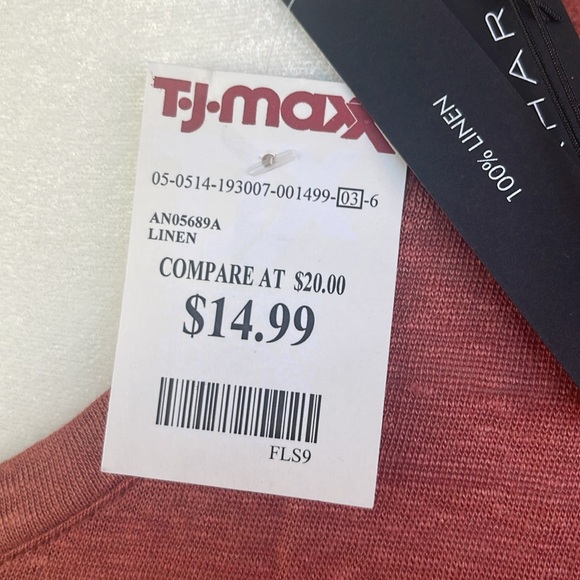 T·J·maxx
05-0514-193007-001499-03-6
AN05689A
LINEN
COMPARE AT $20.00
$14.99
FLS9
100% LINEN